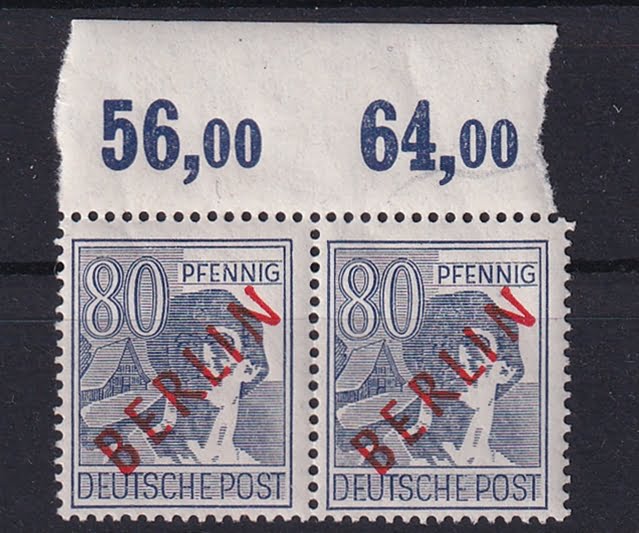 56,00 64,00
80 PFENNIG
BERLIN
DEUTSCHE POST
80 PFENNIG
BERLIN
DEUTSCHE POST